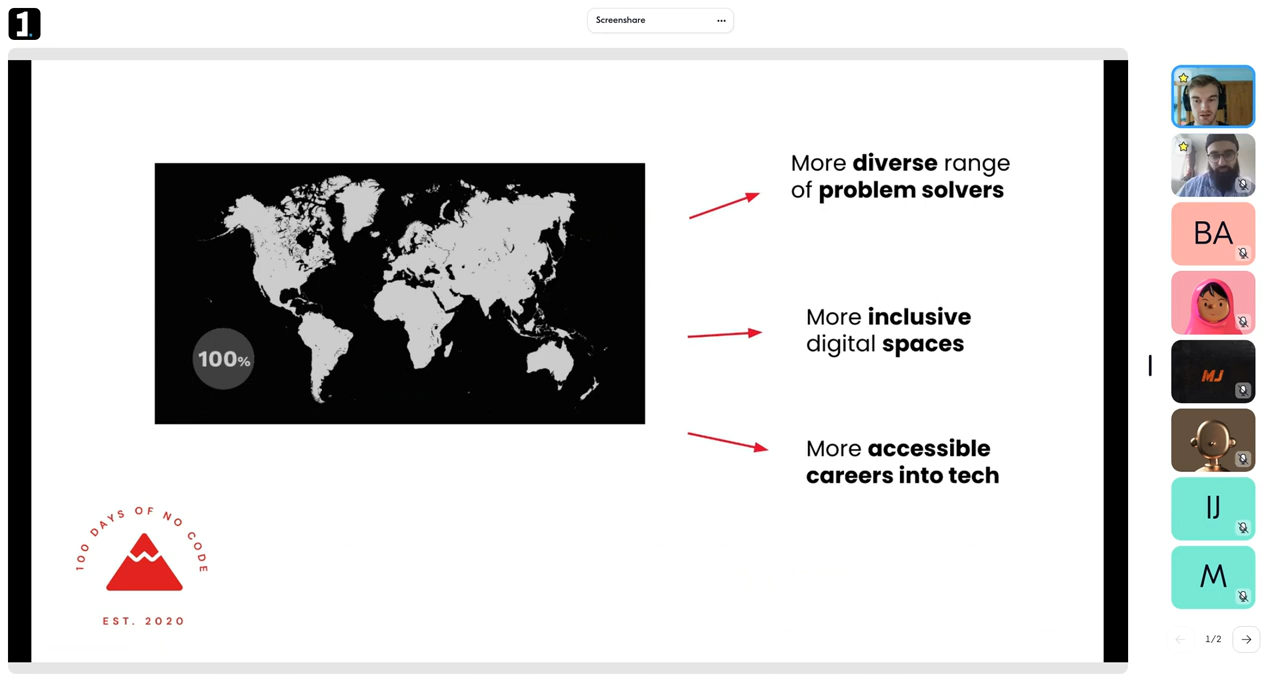 1.
Screenshare
More diverse range
of problem solvers
100%
More inclusive
digital spaces
More accessible
careers into tech
100 DAYS OF NO CODE
EST. 2020
BA
MJ
IJ
M
1/2